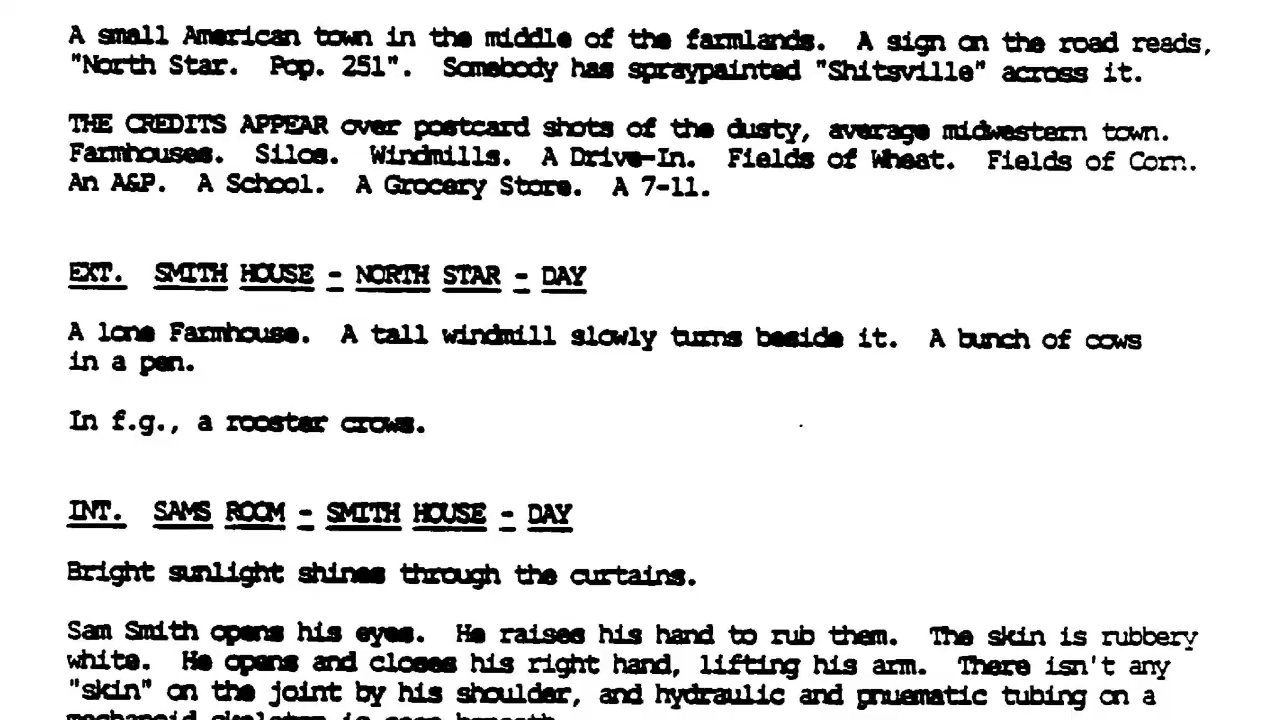 A small American town in the middle of the farmlands. A sign on the road reads,
"North Star. Pop. 251". Somebody has spraypainted "Shitsville" across it.
THE CREDITS APPEAR over postcard shots of the dusty, average midwestern town.
Farmhouses. Silos. Windmills. A Drive-In. Fields of Wheat. Fields of Corn.
An A&P. A School. A Grocery Store. A 7-11.
EXT. SMITH HOUSE - NORTH STAR - DAY
A lone Farmhouse. A tall windmill slowly turns beside it. A bunch of cows
in a pen.
In f.g., a rooster crows.
INT. SAMS ROOM - SMITH HOUSE - DAY
Bright sunlight shines through the curtains.
Sam Smith opens his eyes. He raises his hand to rub them. The skin is rubbery
white. He opens and closes his right hand, lifting his arm. There isn't any
"skin" on the joint by his shoulder, and hydraulic and pnuematic tubing on a